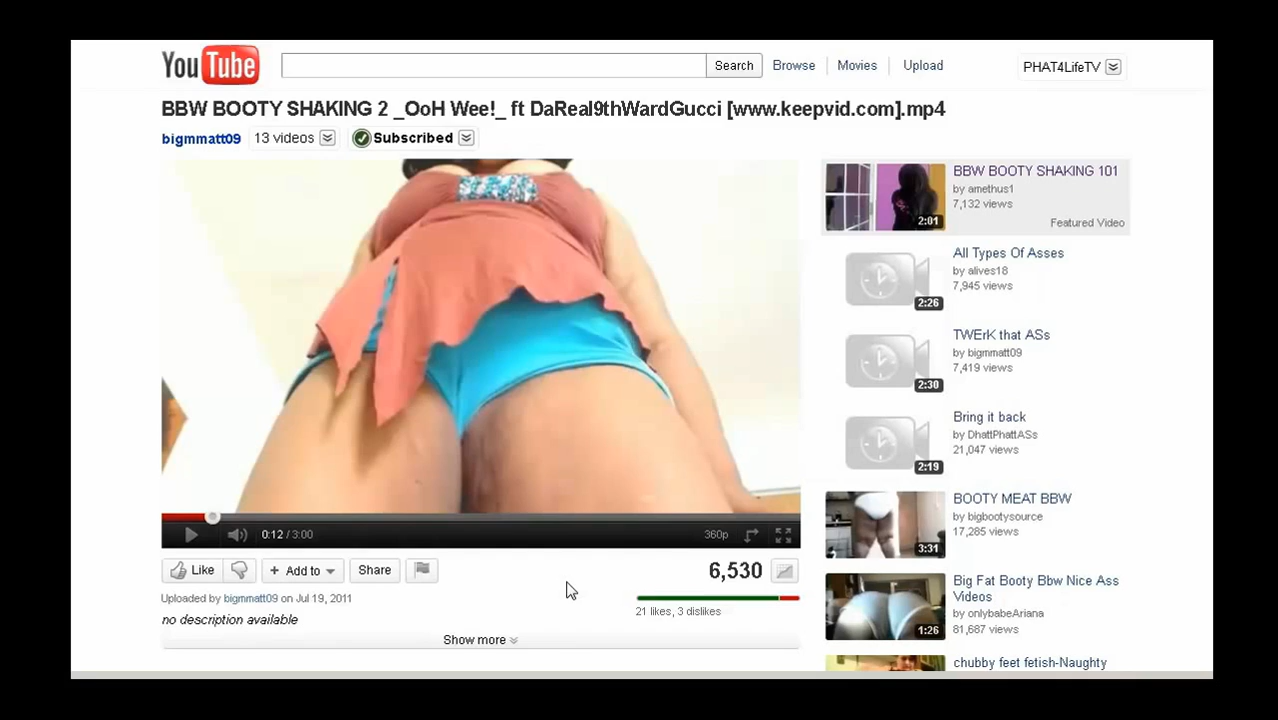 YouTube
Search
Browse
Movies
Upload
PHAT4LifeTV
BBW BOOTY SHAKING 2 _OoH Wee!_ ft DaReal9thWardGucci [www.keepvid.com].mp4
bigmmatt09
13 videos
Subscribed
BBW BOOTY SHAKING 101
by amethus1
7,132 views
Featured Video
2:01
All Types Of Asses
by alives18
7,945 views
2:26
TWErK that ASs
by bigmmatt09
7,419 views
2:30
Bring it back
by DhattPhattASs
21,047 views
2:19
BOOTY MEAT BBW
by bigbootysource
17,285 views
3:31
Big Fat Booty Bbw Nice Ass
Videos
by onlybabeAriana
81,687 views
1:26
chubby feet fetish-Naughty
0:12 / 3:00
360p
Like
+ Add to
Share
6,530
Uploaded by bigmmatt09 on Jul 19, 2011
21 likes, 3 dislikes
no description available
Show more